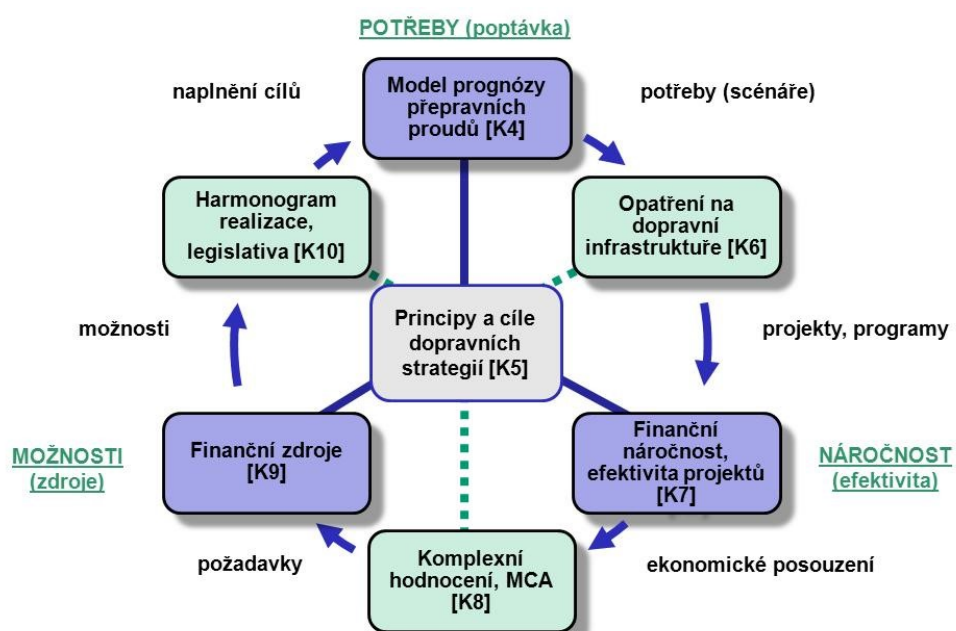 POTŘEBY (poptávka)
naplnění cílů
Model prognózy
přepravních
proudů [K4]
potřeby (scénáře)
Harmonogram
realizace,
legislativa [K10]
Opatření na
dopravní
infrastruktuře [K6]
možnosti
Principy a cíle
dopravních
strategií [K5]
projekty, programy
MOŽNOSTI
(zdroje)
Finanční zdroje
[K9]
Finanční
náročnost,
efektivita projektů
[K7]
NÁROČNOST
(efektivita)
požadavky
Komplexní
hodnocení, MCA
[K8]
ekonomické posouzení